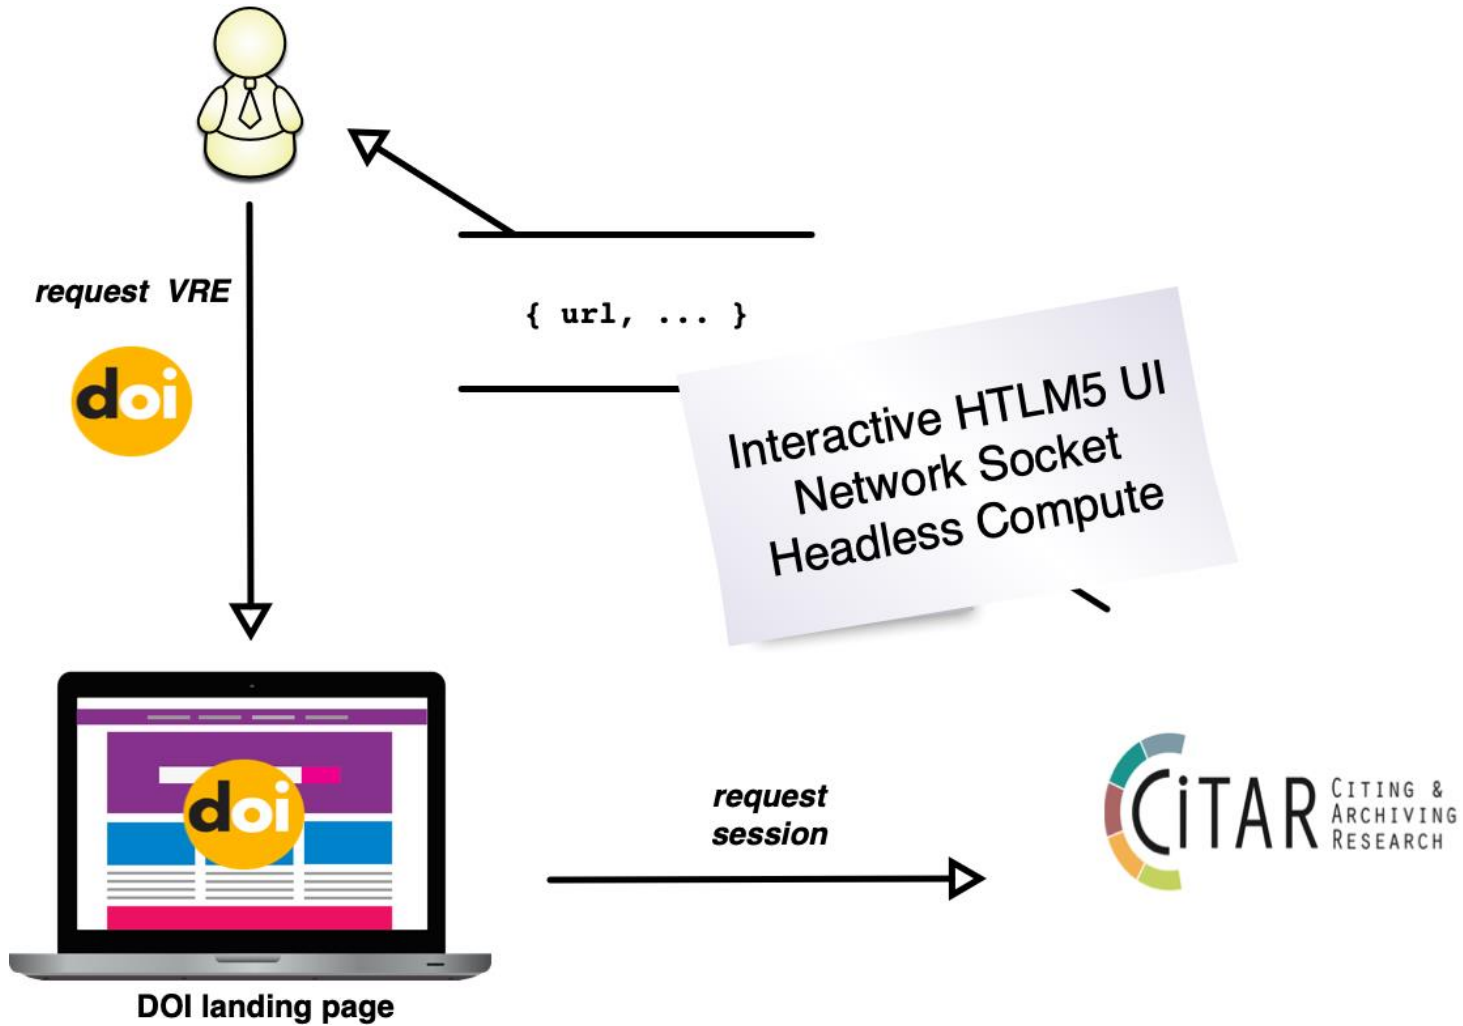 request VRE
doi
{ url, ... }
Interactive HTLM5 UI
Network Socket
Headless Compute
doi
DOI landing page
request
session
CiTAR
CITING &
ARCHIVING
RESEARCH